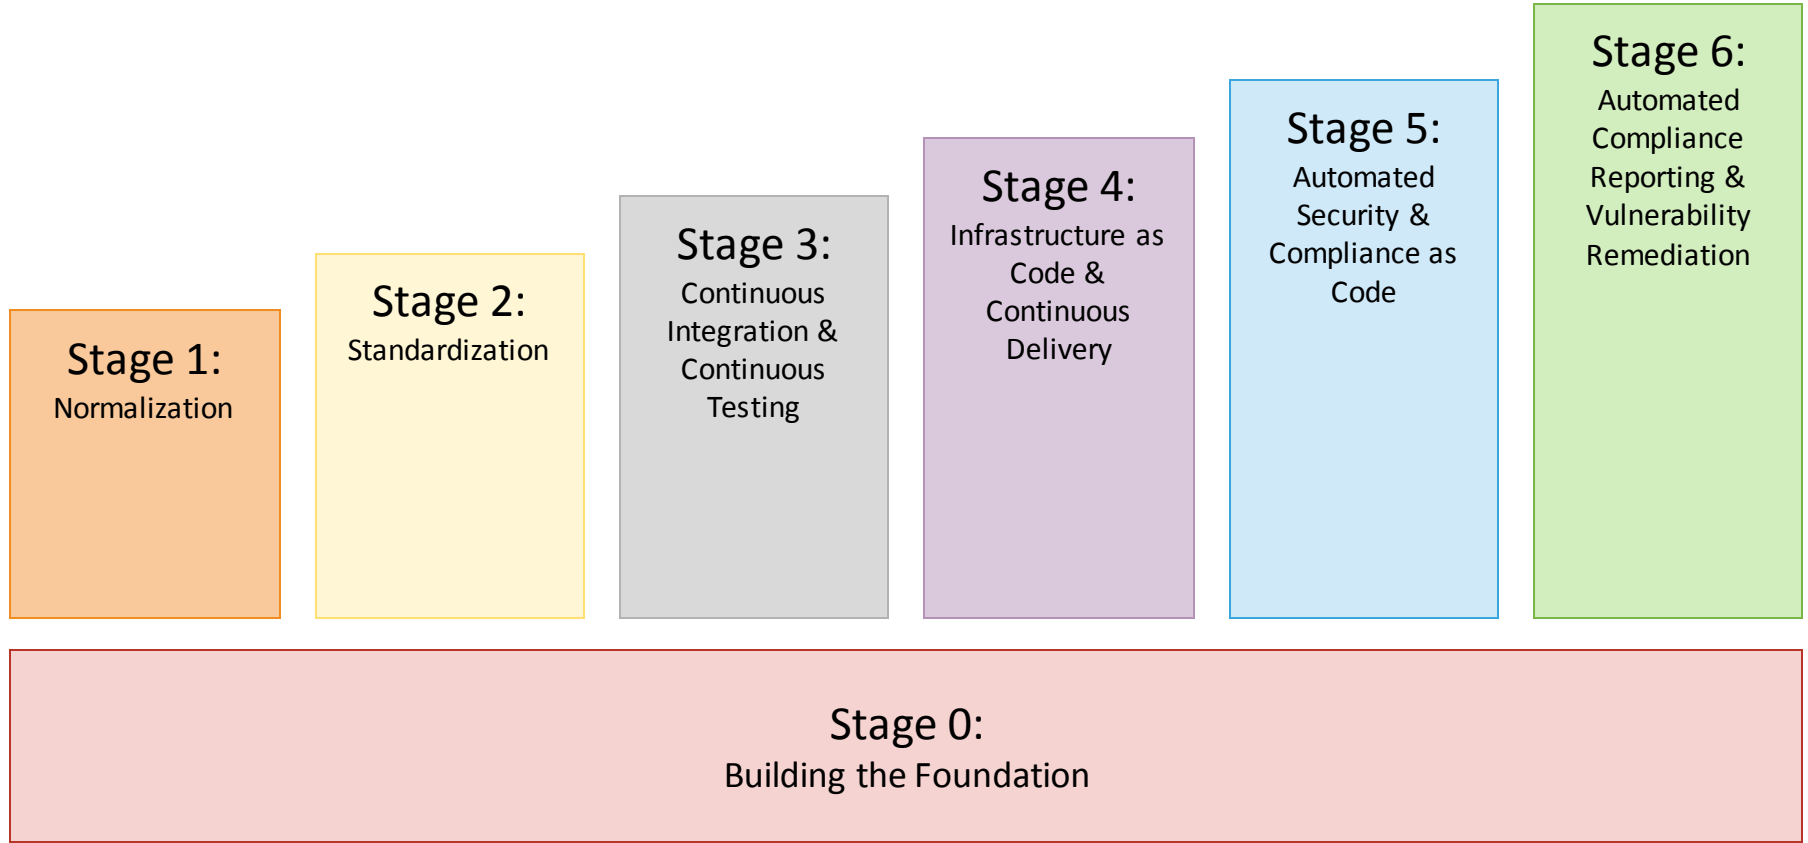 Stage 1:
Normalization
Stage 2:
Standardization
Stage 3:
Continuous
Integration &
Continuous
Testing
Stage 4:
Infrastructure as
Code &
Continuous
Delivery
Stage 5:
Automated
Security &
Compliance as
Code
Stage 6:
Automated
Compliance
Reporting &
Vulnerability
Remediation
Stage 0:
Building the Foundation